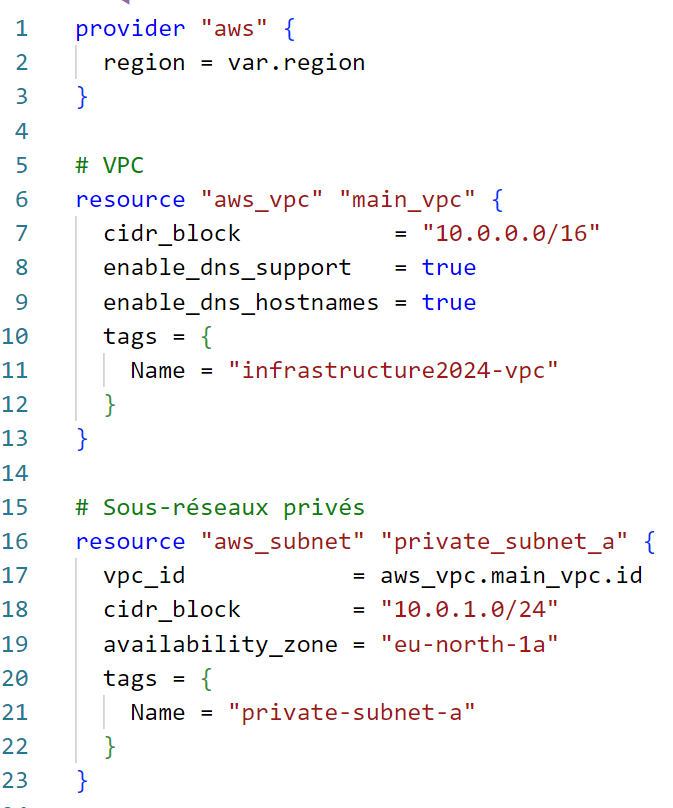 1 provider "aws" {
2   region = var.region
3 }
4
5 # VPC
6 resource "aws_vpc" "main_vpc" {
7   cidr_block           = "10.0.0.0/16"
8   enable_dns_support   = true
9   enable_dns_hostnames = true
10   tags = {
11     Name = "infrastructure2024-vpc"
12   }
13 }
14
15 # Sous-réseaux privés
16 resource "aws_subnet" "private_subnet_a" {
17   vpc_id            = aws_vpc.main_vpc.id
18   cidr_block        = "10.0.1.0/24"
19   availability_zone = "eu-north-1a"
20   tags = {
21     Name = "private-subnet-a"
22   }
23 }